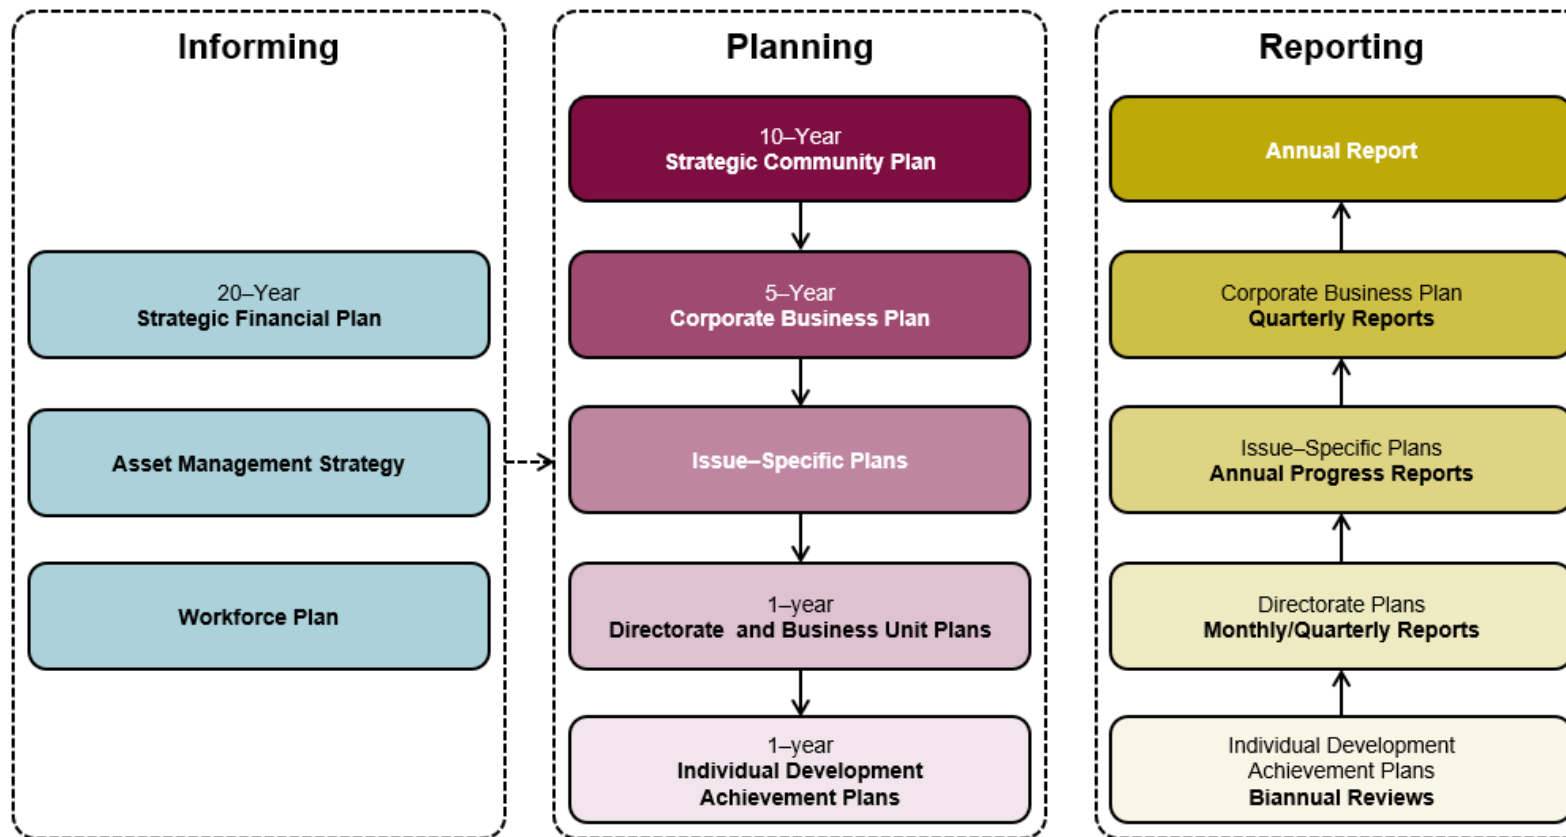 Informing
20–Year
Strategic Financial Plan
Asset Management Strategy
Workforce Plan
Planning
10–Year
Strategic Community Plan
5–Year
Corporate Business Plan
Issue–Specific Plans
1–year
Directorate  and Business Unit Plans
1–year
Individual Development
Achievement Plans
Reporting
Annual Report
Corporate Business Plan
Quarterly Reports
Issue–Specific Plans
Annual Progress Reports
Directorate Plans
Monthly/Quarterly Reports
Individual Development
Achievement Plans
Biannual Reviews